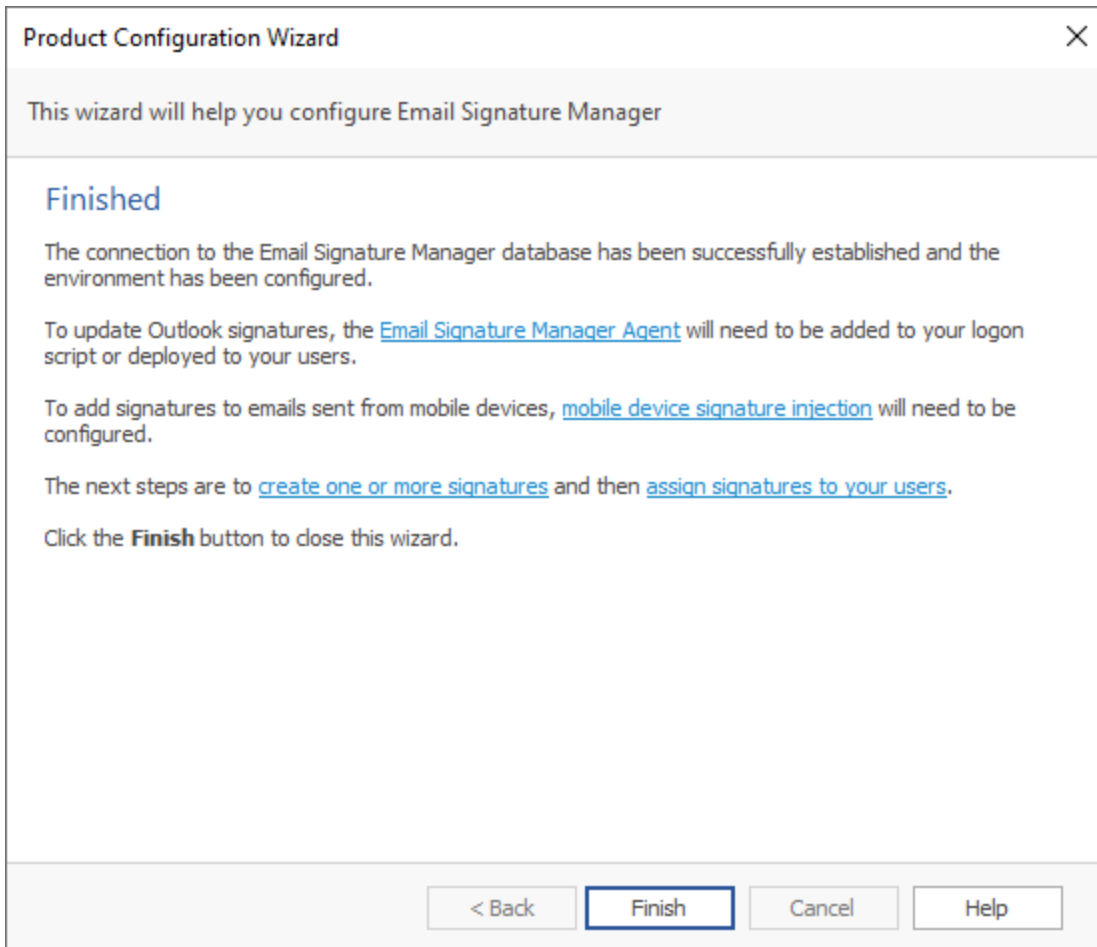 Product Configuration Wizard
This wizard will help you configure Email Signature Manager
Finished
The connection to the Email Signature Manager database has been successfully established and the
environment has been configured.
To update Outlook signatures, the Email Signature Manager Agent will need to be added to your logon
script or deployed to your users.
To add signatures to emails sent from mobile devices, mobile device signature injection will need to be
configured.
The next steps are to create one or more signatures and then assign signatures to your users.
Click the Finish button to close this wizard.
< Back Finish Cancel Help